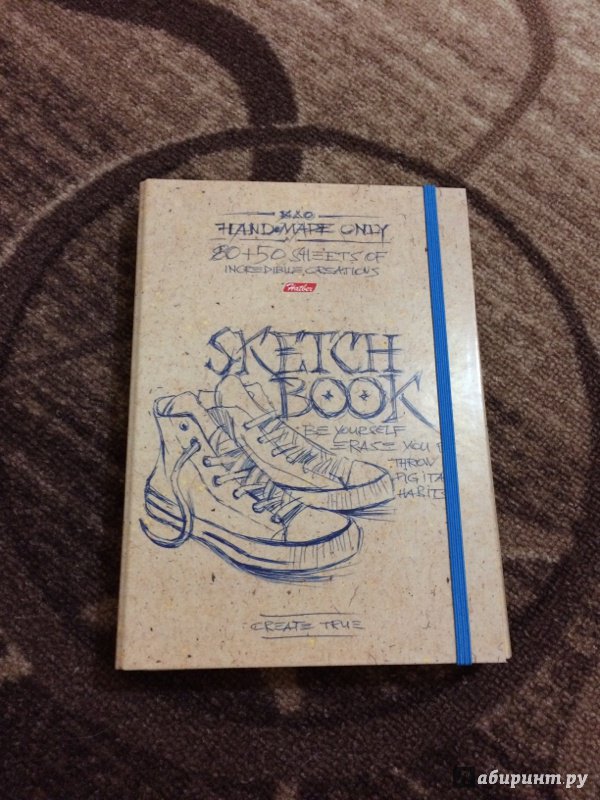 HANDMADE ONLY
80+50 SHEETS OF
INCREDIBLE CREATIONS
Hatber
SKETCH
BOOK
BE YOURSELF
ERASE YOU
THROW
DIGITA
HABITS
CREATE TRUE
абиринт.ру